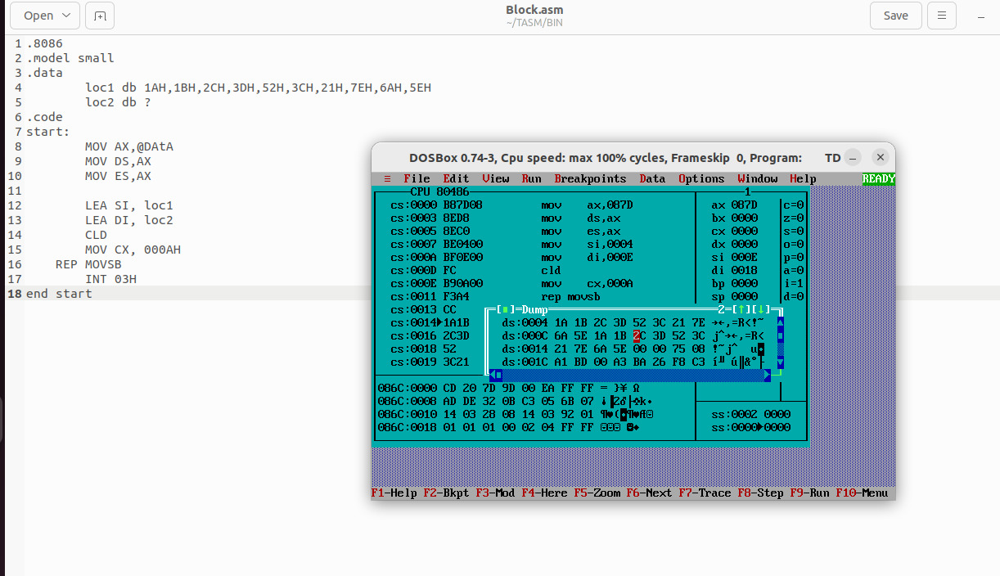 Open
Block.asm
~/TASM/BIN
Save
1 .8086
2 .model small
3 .data
4 loc1 db 1AH,1BH,2CH,3DH,52H,3CH,21H,7EH,6AH,5EH
5 loc2 db ?
6 .code
7 start:
8 MOV AX,@DAtA
9 MOV DS,AX
10 MOV ES,AX
11
12 LEA SI, loc1
13 LEA DI, loc2
14 CLD
15 MOV CX, 000AH
16 REP MOVSB
17 INT 03H
18 end start
DOSBox 0.74-3, Cpu speed: max 100% cycles, Frameskip 0, Program: TD
≡ File Edit View Run Breakpoints Data Options Window Help READY
CPU 80486 1
cs:0000 B87D08 mov ax,087D ax 087D c=0
cs:0003 8ED8 mov ds,ax bx 0000 z=0
cs:0005 8EC0 mov es,ax cx 0000 s=0
cs:0007 BE0400 mov si,0004 dx 0000 o=0
cs:000A BF0E00 mov di,000E si 000E p=0
cs:000D FC cld di 0018 a=0
cs:000E B90A00 mov cx,000A bp 0000 i=1
cs:0011 F3A4 rep movsb sp 0000 d=0
cs:0013 CC [■]=Dump 2=[↑][↓]
cs:0014►1A1B ds:0004 1A 1B 2C 3D 52 3C 21 7E →←,=R<!~
cs:0016 2C3D ds:000C 6A 5E 1A 1B 2C 3D 52 3C j^→←,=R<
cs:0018 52 ds:0014 21 7E 6A 5E 00 00 75 08 !~j^ u◘
cs:0019 3C21 ds:001C A1 BD 00 A3 BA 26 F8 C3 í╜ ú║&°├
086C:0000 CD 20 7D 9D 00 EA FF FF = }¥ Ω
086C:0008 AD DE 32 0B C3 05 6B 07 ¡▐2♂├♣k•
086C:0010 14 03 28 08 14 03 92 01 ¶♥(◘¶♥Æ☺
086C:0018 01 01 01 00 02 04 FF FF ☺☺☺ ☻♦
ss:0002 0000
ss:0000►0000
F1-Help F2-Bkpt F3-Mod F4-Here F5-Zoom F6-Next F7-Trace F8-Step F9-Run F10-Menu